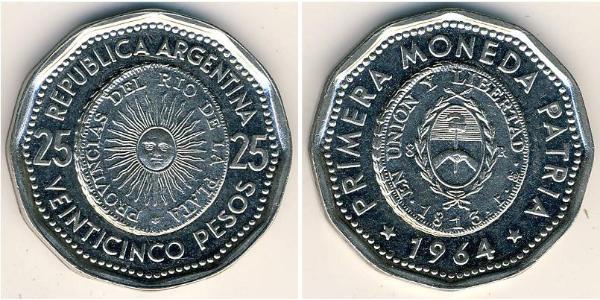 REPUBLICA ARGENTINA
PROVINCIAS DEL RIO DE LA PLATA
25 25
VEINTICINCO PESOS
PRIMERA MONEDA PATRIA
EN UNION Y LIBERTAD
1813
1964